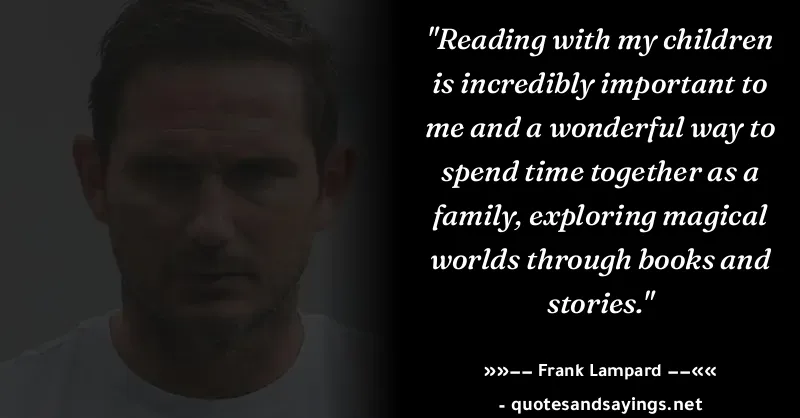 "Reading with my children
is incredibly important to
me and a wonderful way to
spend time together as a
family, exploring magical
worlds through books and
stories."
»»−− Frank Lampard −−««
- quotesandsayings.net